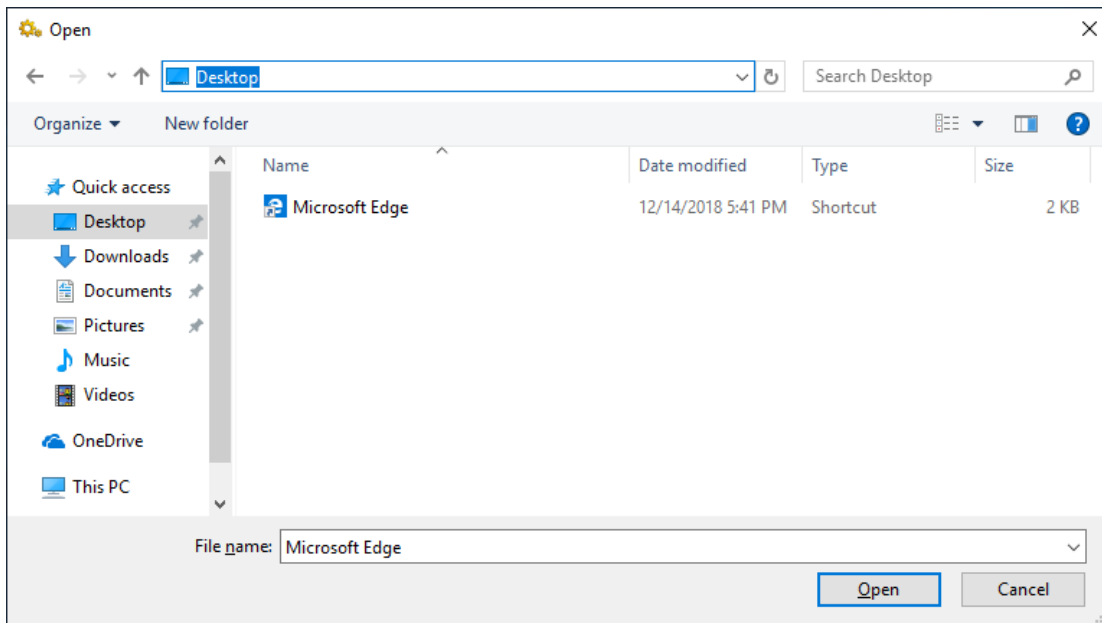 Open
Desktop
Search Desktop
Organize
New folder
Name
Date modified
Type
Size
Quick access
Desktop
Downloads
Documents
Pictures
Music
Videos
OneDrive
This PC
Microsoft Edge 12/14/2018 5:41 PM Shortcut 2 KB
File name: Microsoft Edge
Open
Cancel